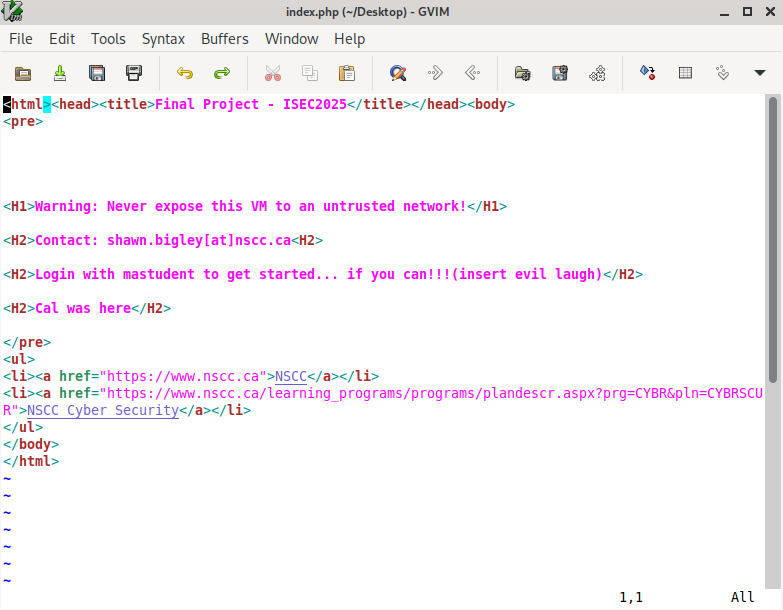 index.php (~/Desktop) - GVIM
File Edit Tools Syntax Buffers Window Help
<html><head><title>Final Project - ISEC2025</title></head><body>
<pre>
<H1>Warning: Never expose this VM to an untrusted network!</H1>
<H2>Contact: shawn.bigley[at]nscc.ca<H2>
<H2>Login with mastudent to get started... if you can!!!(insert evil laugh)</H2>
<H2>Cal was here</H2>
</pre>
<ul>
<li><a href="https://www.nscc.ca">NSCC</a></li>
<li><a href="https://www.nscc.ca/learning_programs/programs/plandescr.aspx?prg=CYBR&pln=CYBRSCU
R">NSCC Cyber Security</a></li>
</ul>
</body>
</html>
~
~
~
~
~
~
~
1,1 All